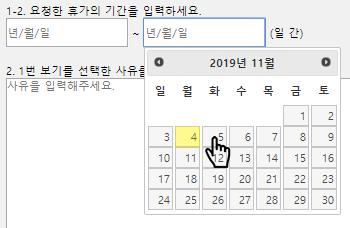 1-2. 요청한 휴가의 기간을 입력하세요.
년/월/일 ~ 년/월/일 (일 간)
2019년 11월
2. 1번 보기를 선택한 사유를
사유을 입력해주세요.
일 월 화 수 목 금 토
1 2
3 4 5 6 7 8 9
10 11 12 13 14 15 16
17 18 19 20 21 22 23
24 25 26 27 28 29 30